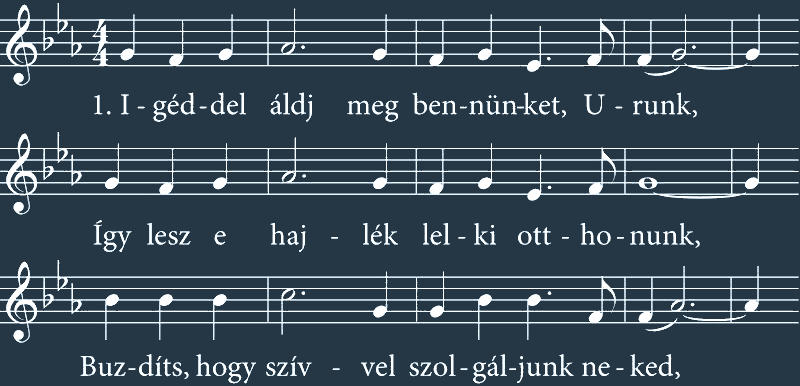 1. I - géd - del áldj meg ben - nün - ket, U - runk,
Így lesz e haj - lék lel - ki ott - ho - nunk,
Buz - díts, hogy szív - vel szol - gál - junk ne - ked,